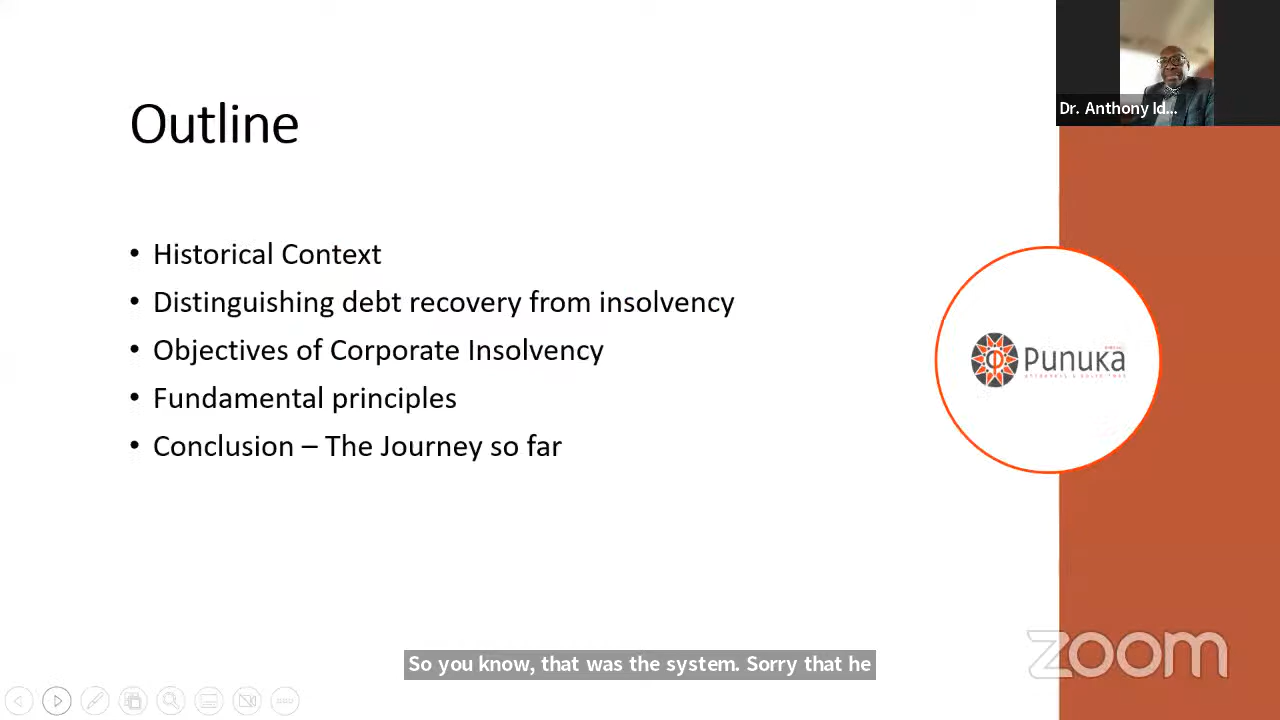 Outline
Dr. Anthony Id...
• Historical Context
• Distinguishing debt recovery from insolvency
• Objectives of Corporate Insolvency
• Fundamental principles
• Conclusion – The Journey so far
Punuka
So you know, that was the system. Sorry that he
zoom